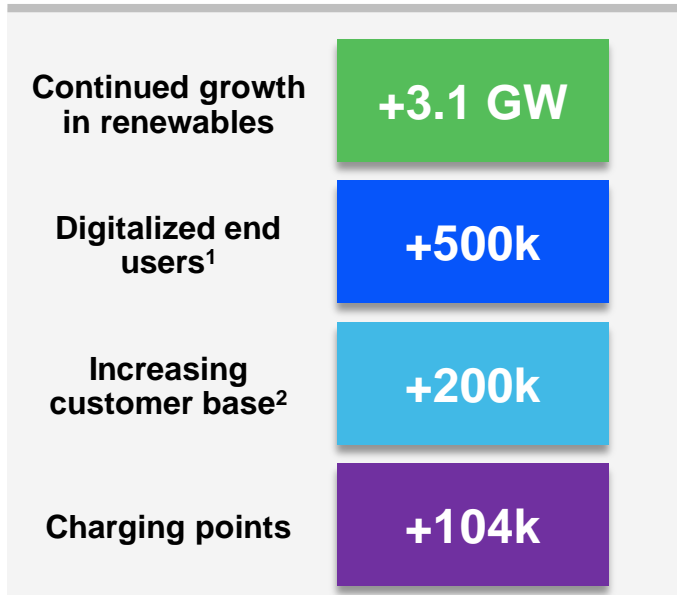 Continued growth
in renewables
+3.1 GW
Digitalized end
users¹
+500k
Increasing
customer base²
+200k
Charging points
+104k